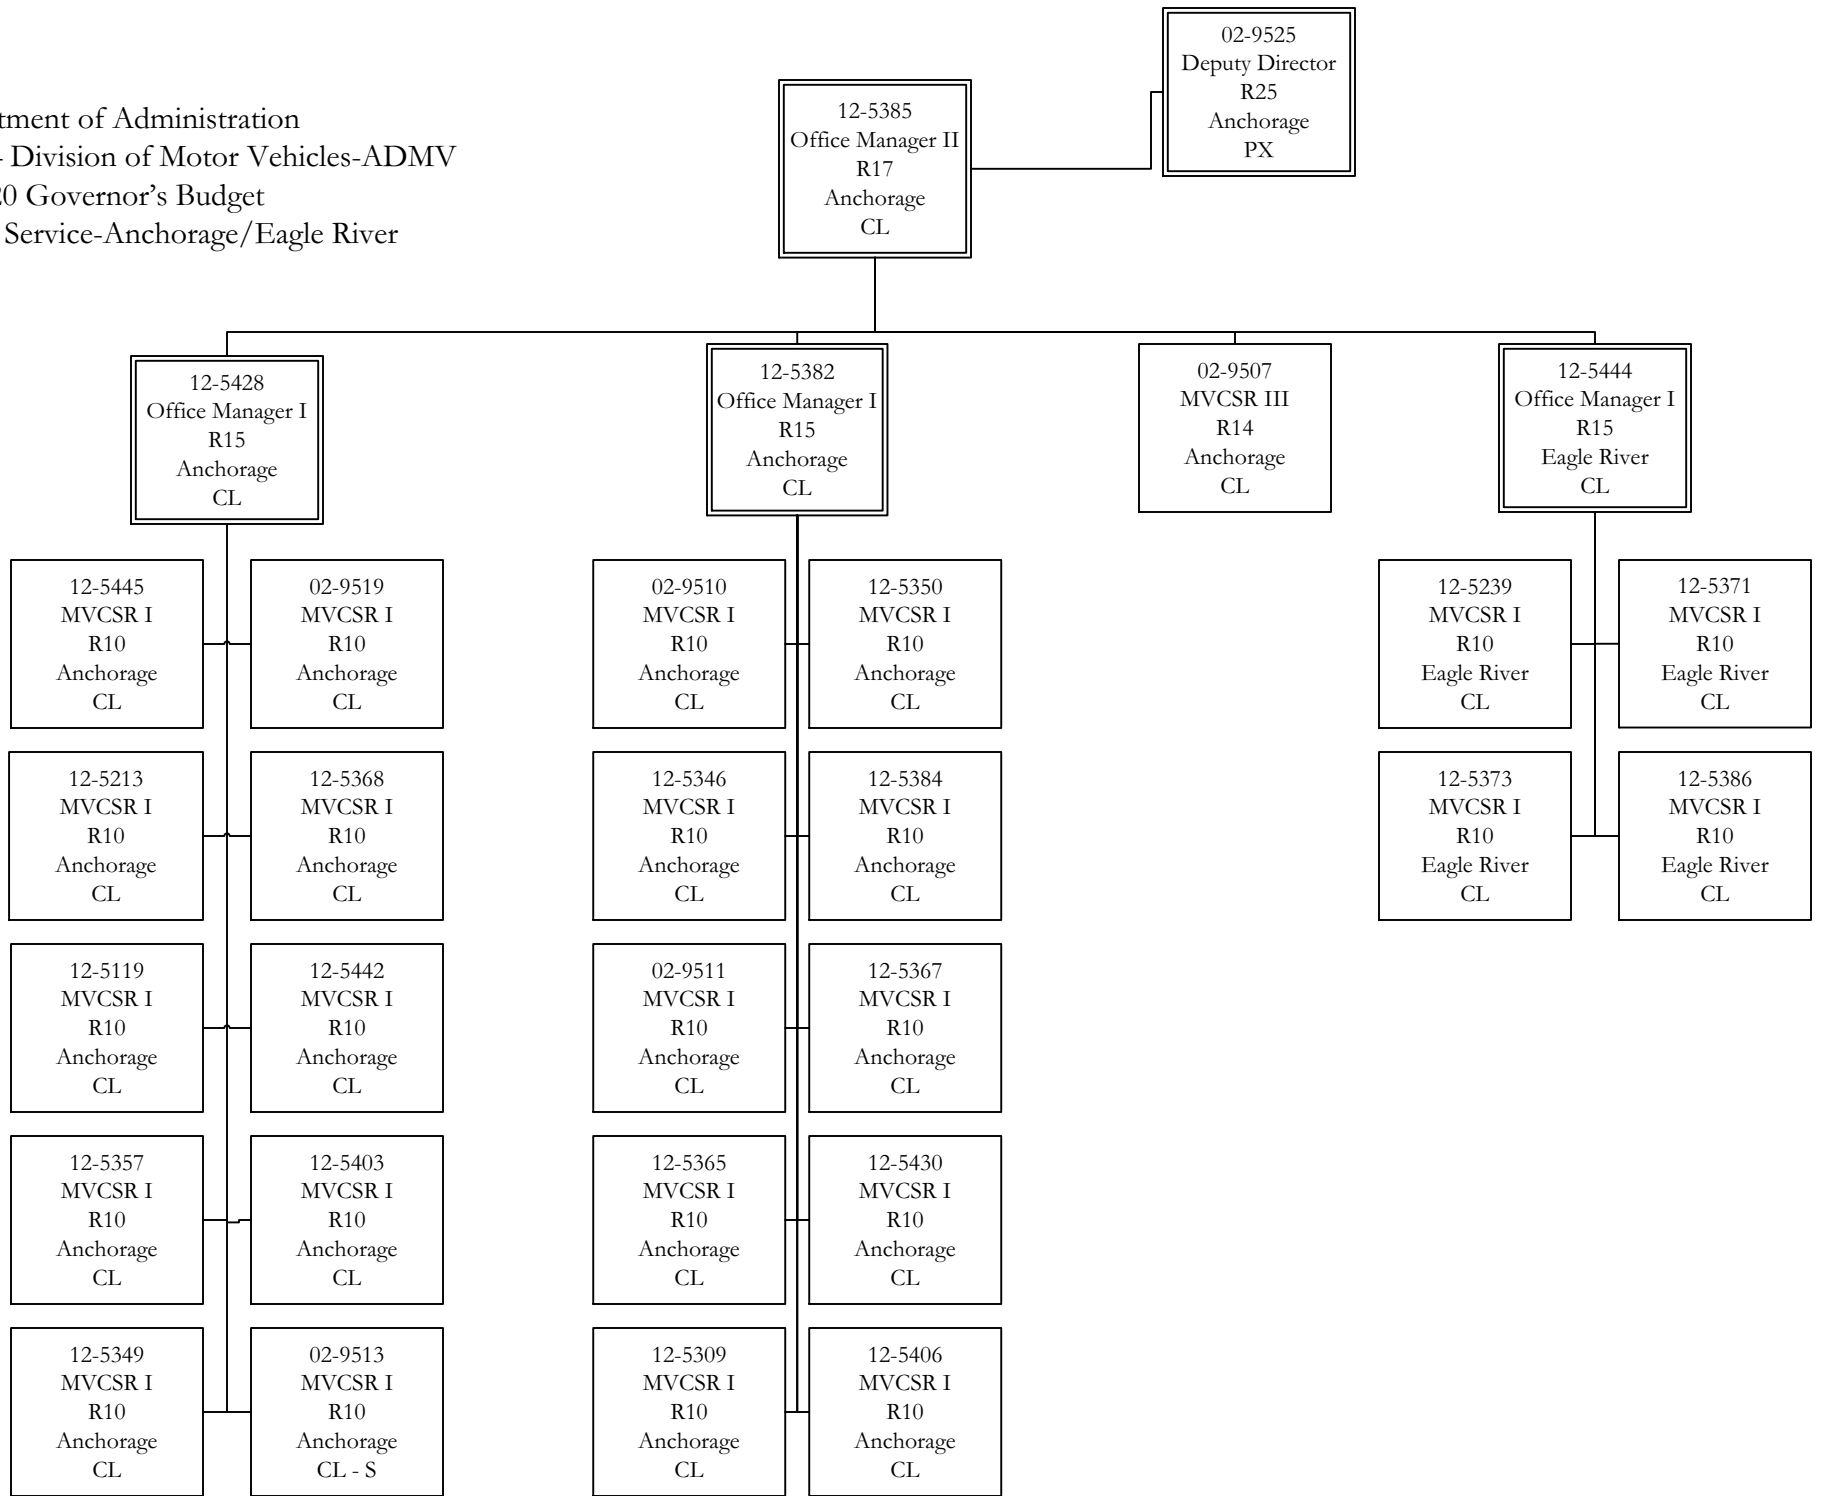 tment of Administration
- Division of Motor Vehicles-ADMV
20 Governor's Budget
Service-Anchorage/Eagle River
02-9525
Deputy Director
R25
Anchorage
PX
12-5385
Office Manager II
R17
Anchorage
CL
12-5428
Office Manager I
R15
Anchorage
CL
12-5382
Office Manager I
R15
Anchorage
CL
02-9507
MVCSR III
R14
Anchorage
CL
12-5444
Office Manager I
R15
Eagle River
CL
12-5445
MVCSR I
R10
Anchorage
CL
02-9519
MVCSR I
R10
Anchorage
CL
02-9510
MVCSR I
R10
Anchorage
CL
12-5350
MVCSR I
R10
Anchorage
CL
12-5239
MVCSR I
R10
Eagle River
CL
12-5371
MVCSR I
R10
Eagle River
CL
12-5213
MVCSR I
R10
Anchorage
CL
12-5368
MVCSR I
R10
Anchorage
CL
12-5346
MVCSR I
R10
Anchorage
CL
12-5384
MVCSR I
R10
Anchorage
CL
12-5373
MVCSR I
R10
Eagle River
CL
12-5386
MVCSR I
R10
Eagle River
CL
12-5119
MVCSR I
R10
Anchorage
CL
12-5442
MVCSR I
R10
Anchorage
CL
02-9511
MVCSR I
R10
Anchorage
CL
12-5367
MVCSR I
R10
Anchorage
CL
12-5357
MVCSR I
R10
Anchorage
CL
12-5403
MVCSR I
R10
Anchorage
CL
12-5365
MVCSR I
R10
Anchorage
CL
12-5430
MVCSR I
R10
Anchorage
CL
12-5349
MVCSR I
R10
Anchorage
CL
02-9513
MVCSR I
R10
Anchorage
CL - S
12-5309
MVCSR I
R10
Anchorage
CL
12-5406
MVCSR I
R10
Anchorage
CL